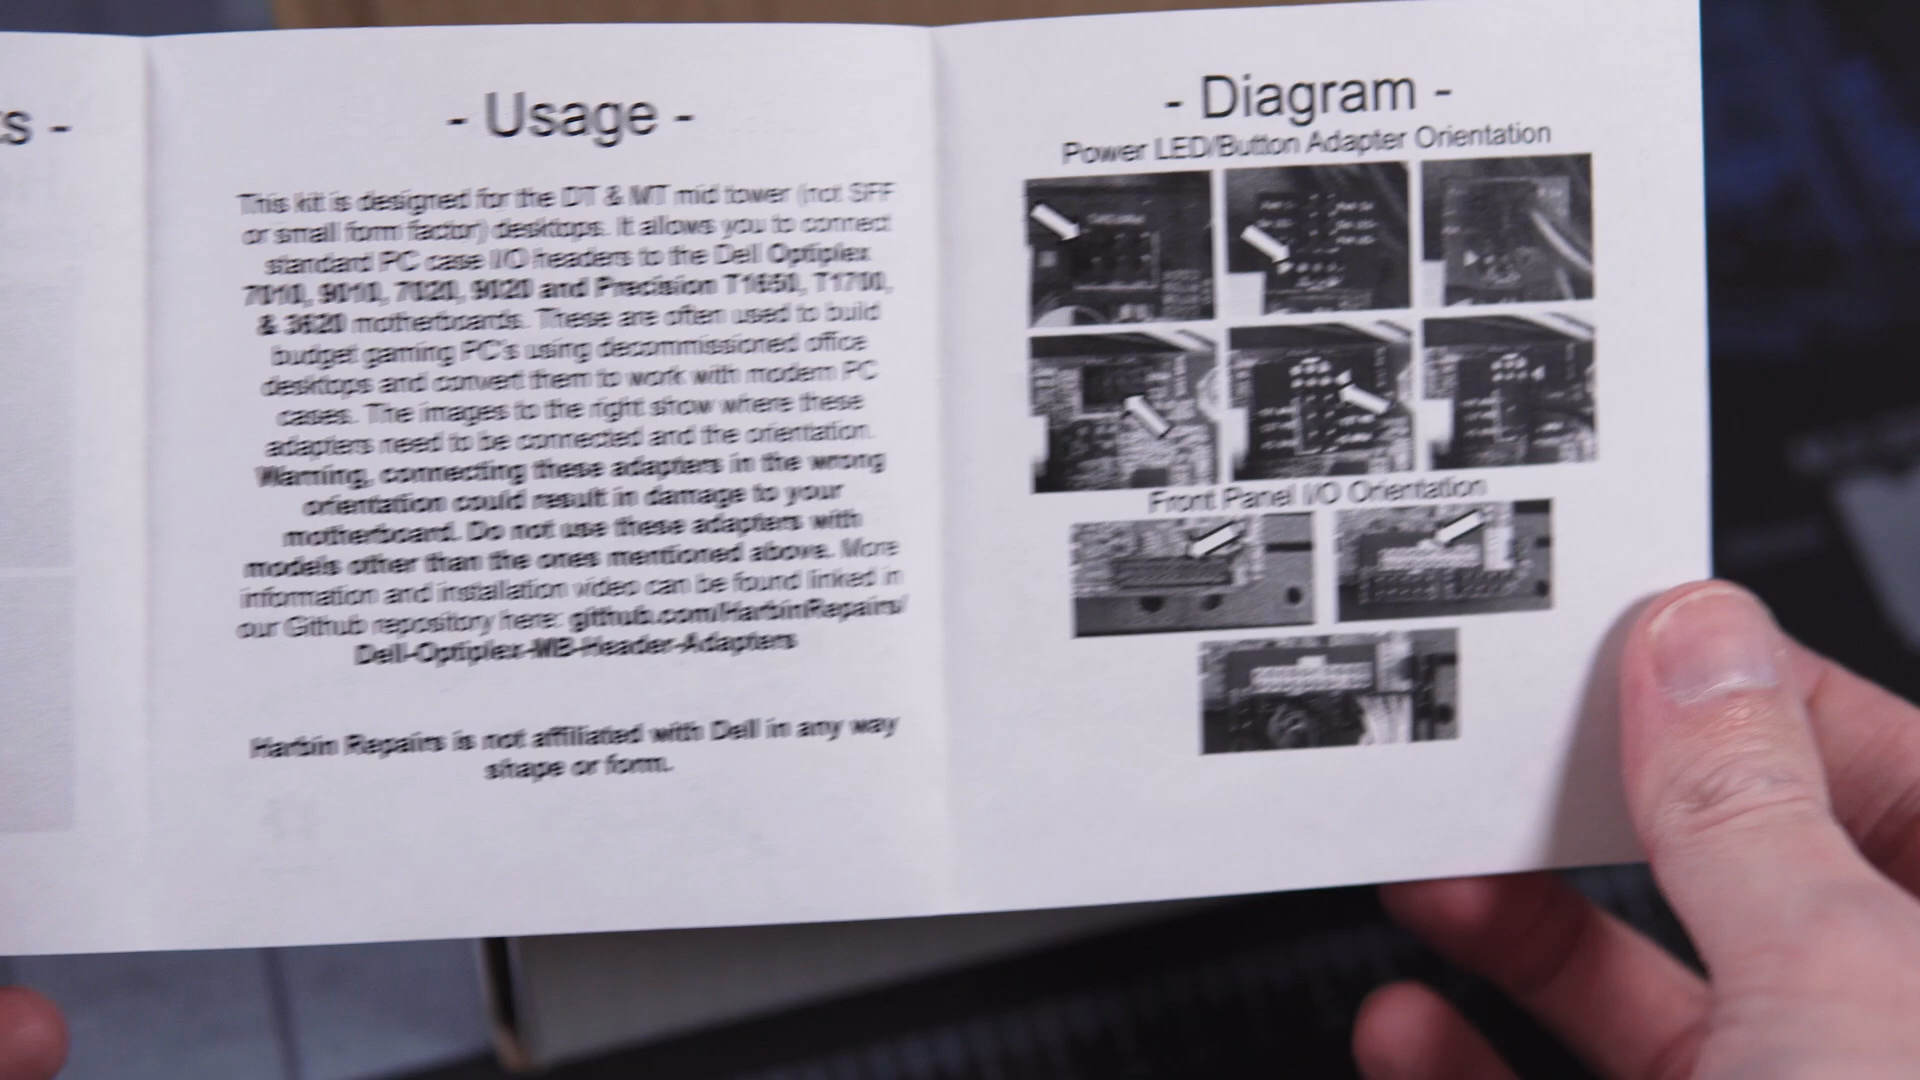 s -
- Usage -
This kit is designed for the DT & MT mid tower (not SFF
or small form factor) desktops. It allows you to connect
standard PC case I/O headers to the Dell Optiplex
7010, 9010, 7020, 9020 and Precision T1650, T1700,
& 3620 motherboards. These are often used to build
budget gaming PC's using decommissioned office
desktops and convert them to work with modern PC
cases. The images to the right show where these
adapters need to be connected and the orientation.
Warning, connecting these adapters in the wrong
orientation could result in damage to your
motherboard. Do not use these adapters with
models other than the ones mentioned above. More
information and installation video can be found linked in
our Github repository here: github.com/HarbinRepairs/
Dell-Optiplex-MB-Header-Adapters
Harbin Repairs is not affiliated with Dell in any way
shape or form.
- Diagram -
Power LED/Button Adapter Orientation
Front Panel I/O Orientation